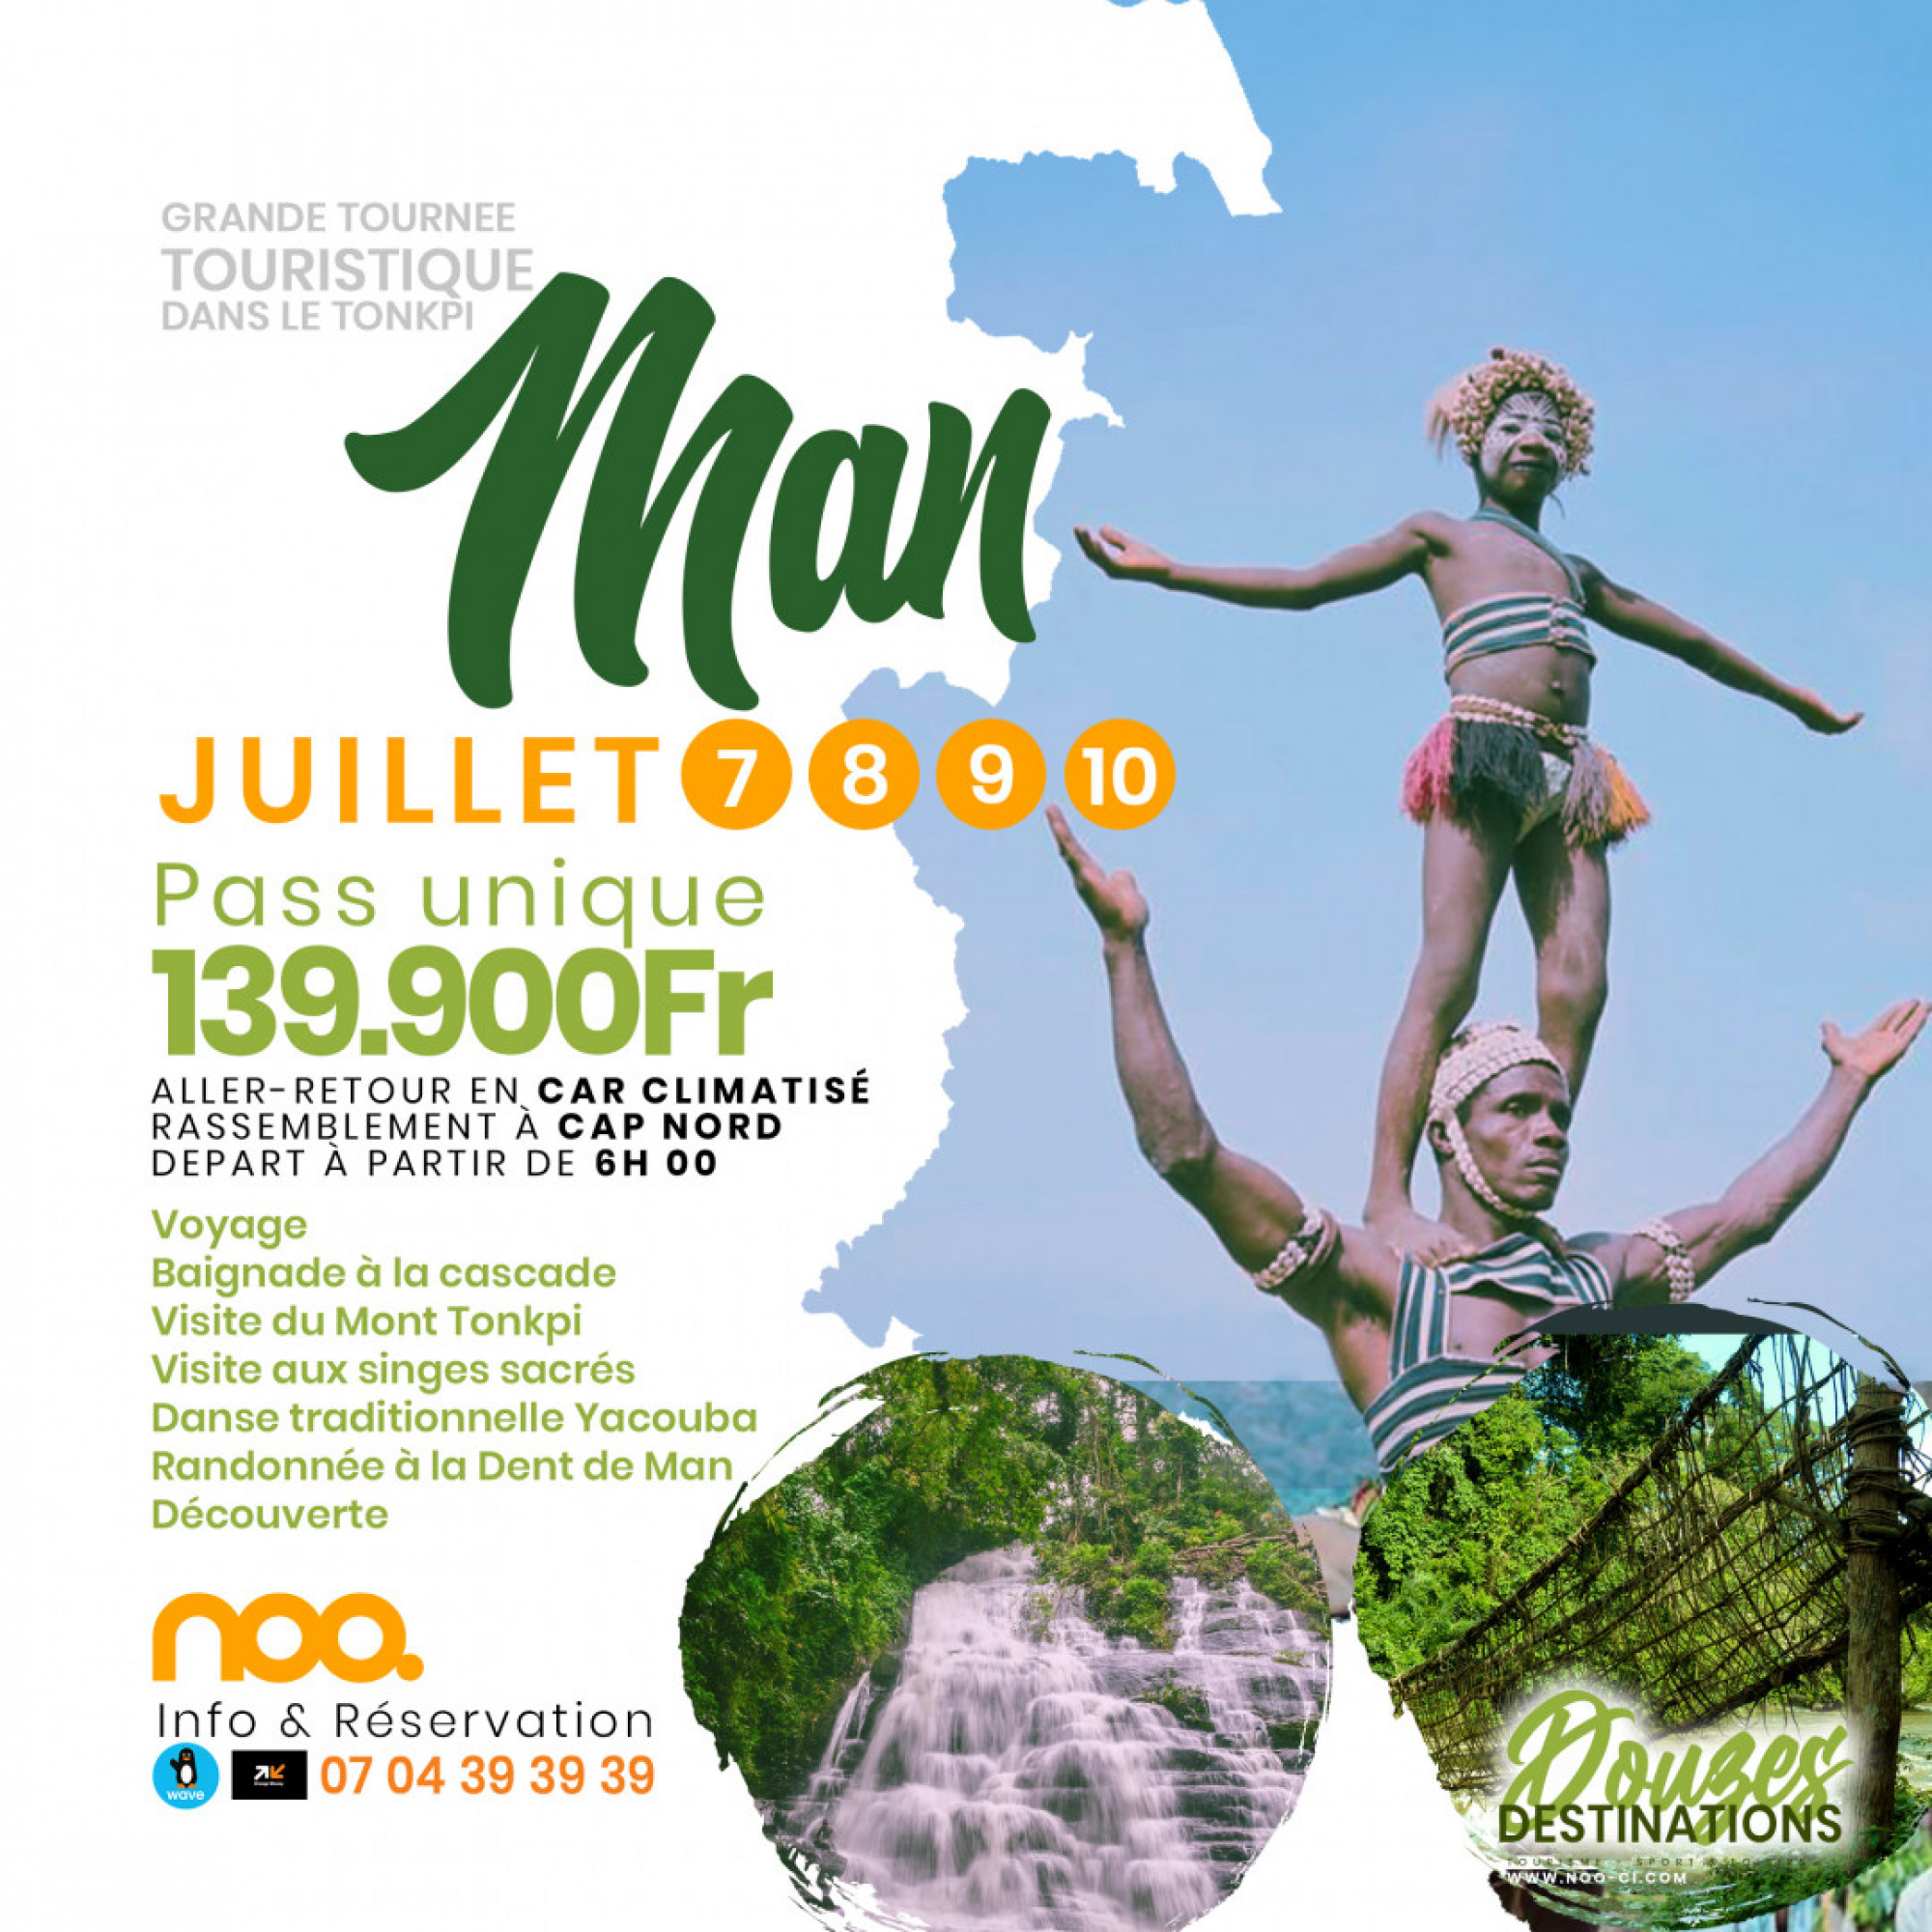 GRANDE TOURNEE
TOURISTIQUE
DANS LE TONKPI
Man
JUILLET 7 8 9 10
Pass unique
139.900Fr
ALLER-RETOUR EN CAR CLIMATISÉ
RASSEMBLEMENT À CAP NORD
DEPART À PARTIR DE 6H 00
Voyage
Baignade à la cascade
Visite du Mont Tonkpi
Visite aux singes sacrés
Danse traditionnelle Yacouba
Randonnée à la Dent de Man
Découverte
noo.
Info & Réservation
wave
07 04 39 39 39
Douzes
DESTINATIONS
WWW.NOO-CI.COM